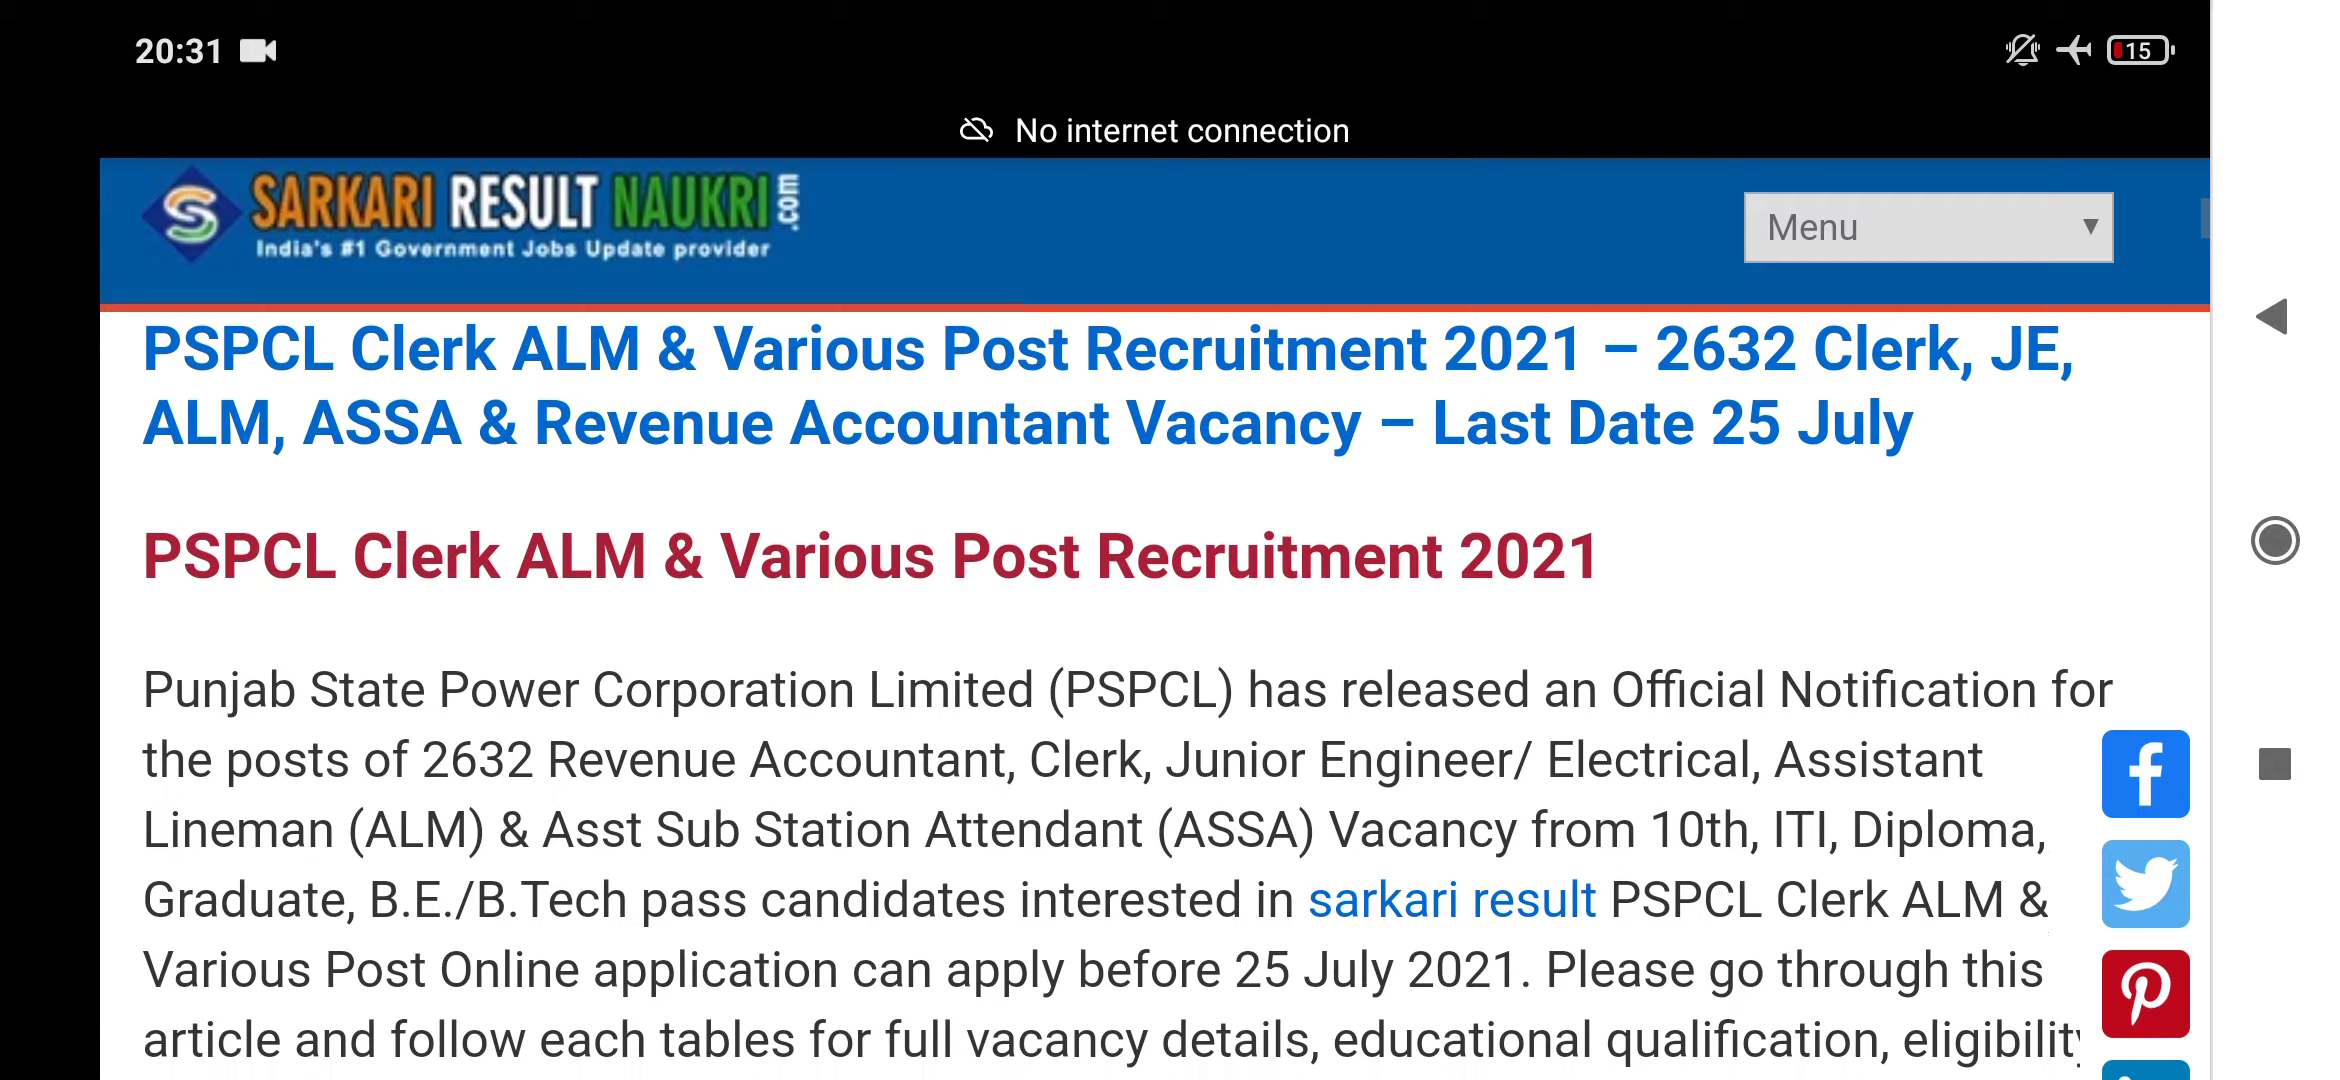 20:31
15
No internet connection
SARKARI RESULT NAUKRI .com
India's #1 Government Jobs Update provider
Menu
PSPCL Clerk ALM & Various Post Recruitment 2021 – 2632 Clerk, JE,
ALM, ASSA & Revenue Accountant Vacancy – Last Date 25 July
PSPCL Clerk ALM & Various Post Recruitment 2021
Punjab State Power Corporation Limited (PSPCL) has released an Official Notification for
the posts of 2632 Revenue Accountant, Clerk, Junior Engineer/ Electrical, Assistant
Lineman (ALM) & Asst Sub Station Attendant (ASSA) Vacancy from 10th, ITI, Diploma,
Graduate, B.E./B.Tech pass candidates interested in sarkari result PSPCL Clerk ALM &
Various Post Online application can apply before 25 July 2021. Please go through this
article and follow each tables for full vacancy details, educational qualification, eligibility